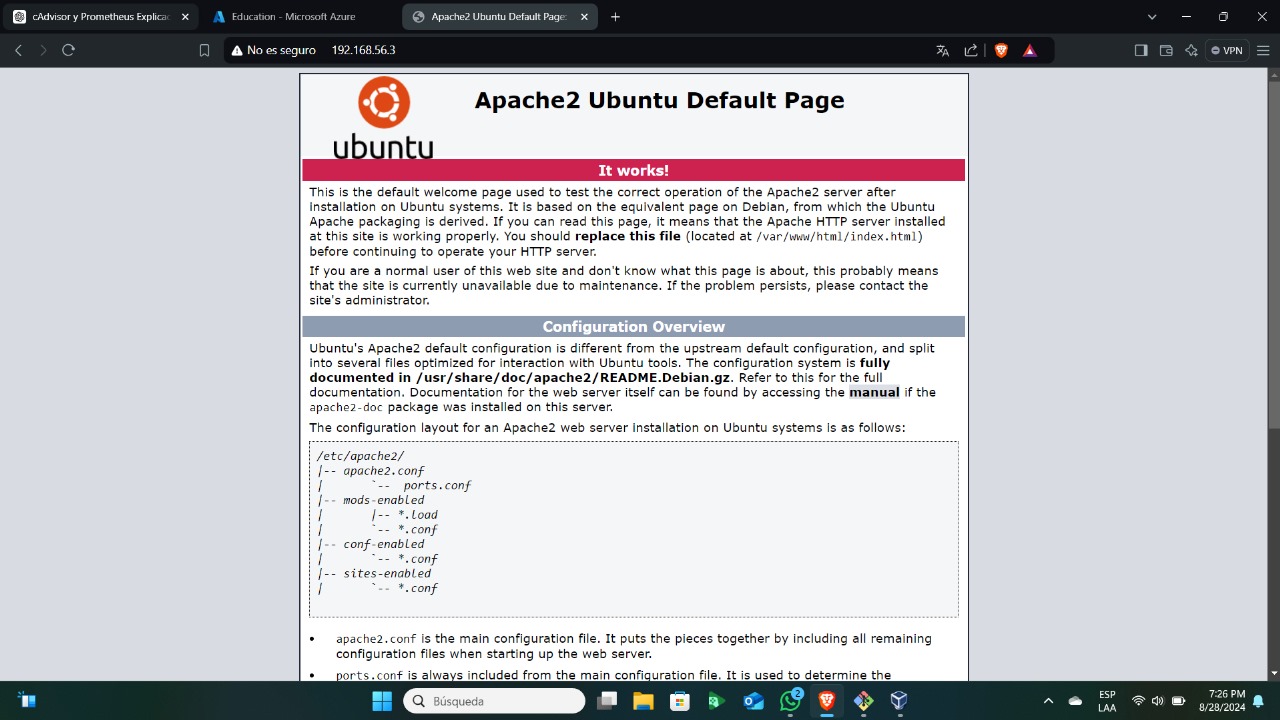 cAdvisor y Prometheus Explicac
Education - Microsoft Azure
Apache2 Ubuntu Default Page:
No es seguro 192.168.56.3
VPN
ubuntu
Apache2 Ubuntu Default Page
It works!
This is the default welcome page used to test the correct operation of the Apache2 server after
installation on Ubuntu systems. It is based on the equivalent page on Debian, from which the Ubuntu
Apache packaging is derived. If you can read this page, it means that the Apache HTTP server installed
at this site is working properly. You should replace this file (located at /var/www/html/index.html)
before continuing to operate your HTTP server.
If you are a normal user of this web site and don't know what this page is about, this probably means
that the site is currently unavailable due to maintenance. If the problem persists, please contact the
site's administrator.
Configuration Overview
Ubuntu's Apache2 default configuration is different from the upstream default configuration, and split
into several files optimized for interaction with Ubuntu tools. The configuration system is fully
documented in /usr/share/doc/apache2/README.Debian.gz. Refer to this for the full
documentation. Documentation for the web server itself can be found by accessing the manual if the
apache2-doc package was installed on this server.
The configuration layout for an Apache2 web server installation on Ubuntu systems is as follows:
/etc/apache2/
|-- apache2.conf
|       `--  ports.conf
|-- mods-enabled
|       |-- *.load
|       `-- *.conf
|-- conf-enabled
|       `-- *.conf
|-- sites-enabled
|       `-- *.conf
• apache2.conf is the main configuration file. It puts the pieces together by including all remaining
configuration files when starting up the web server.
• ports.conf is always included from the main configuration file. It is used to determine the
Búsqueda
2
ESP
LAA
7:26 PM
8/28/2024